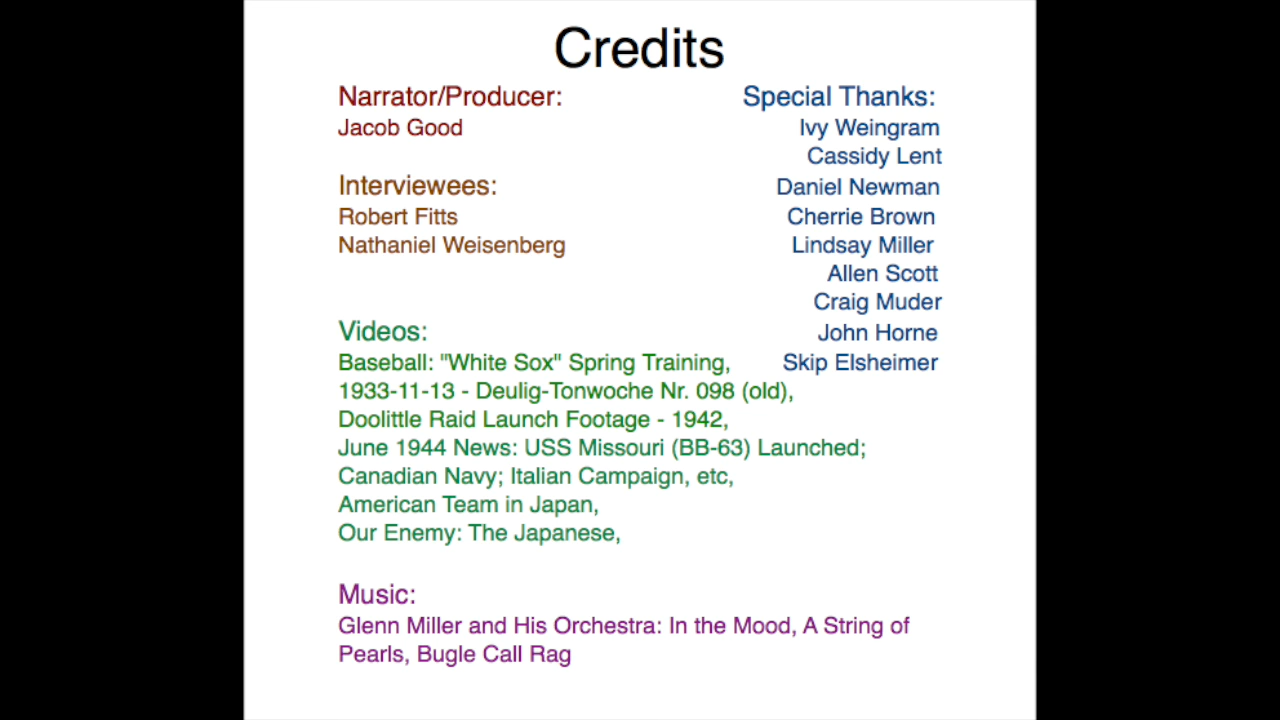 Credits
Narrator/Producer:
Jacob Good
Interviewees:
Robert Fitts
Nathaniel Weisenberg
Special Thanks:
Ivy Weingram
Cassidy Lent
Daniel Newman
Cherrie Brown
Lindsay Miller
Allen Scott
Craig Muder
John Horne
Skip Elsheimer
Videos:
Baseball: "White Sox" Spring Training,
1933-11-13 - Deulig-Tonwoche Nr. 098 (old),
Doolittle Raid Launch Footage - 1942,
June 1944 News: USS Missouri (BB-63) Launched;
Canadian Navy; Italian Campaign, etc,
American Team in Japan,
Our Enemy: The Japanese,
Music:
Glenn Miller and His Orchestra: In the Mood, A String of
Pearls, Bugle Call Rag